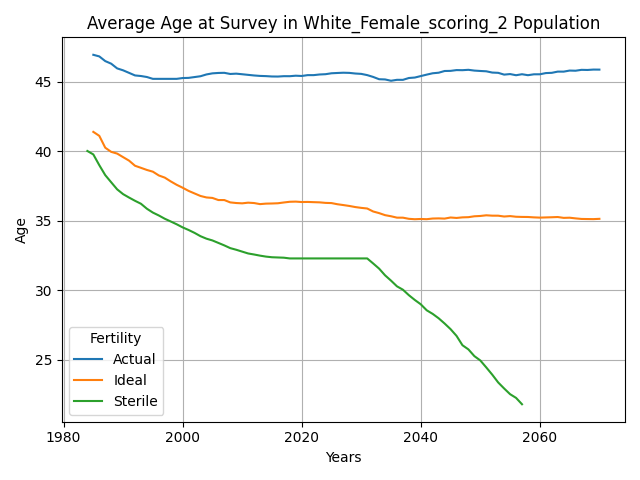 Average Age at Survey in White_Female_scoring_2 Population
45
40
35
30
25
Age
Fertility
Actual
Ideal
Sterile
1980 2000 2020 2040 2060
Years